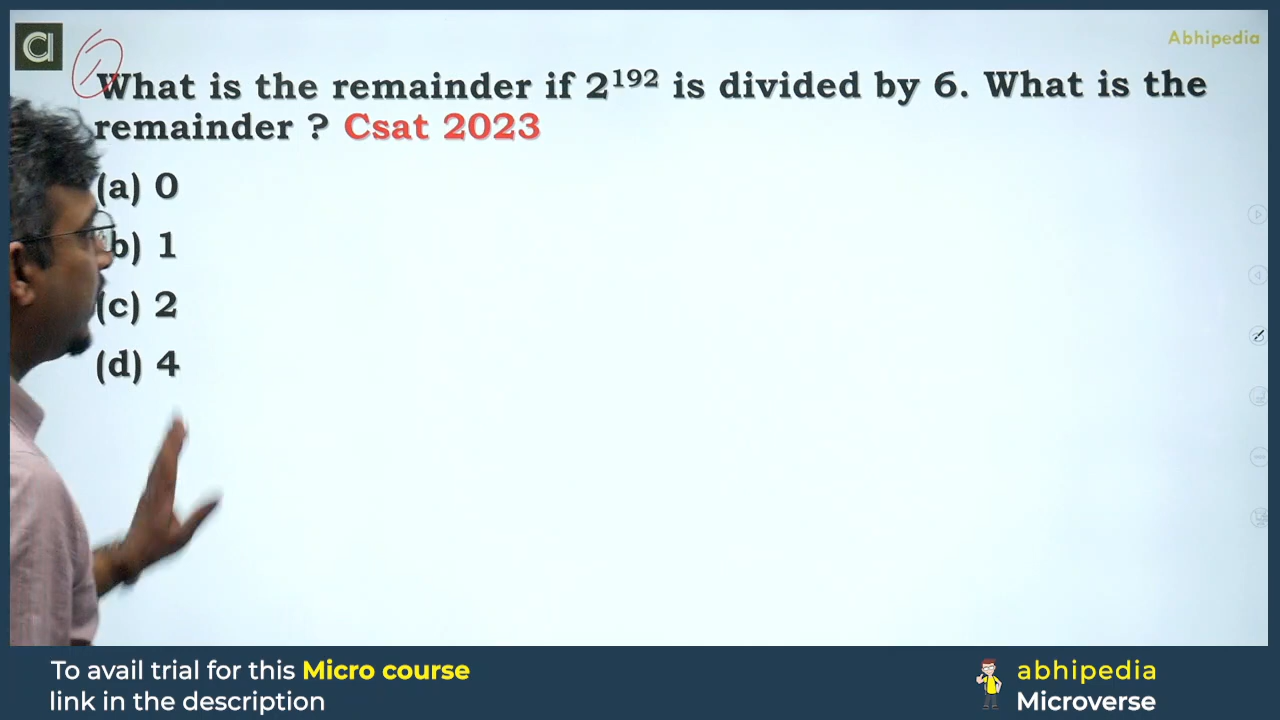 CI
Abhipedia
What is the remainder if 2¹⁹² is divided by 6. What is the
remainder ? Csat 2023
(a) 0
b) 1
(c) 2
(d) 4
To avail trial for this Micro course
link in the description
abhipedia
Microverse